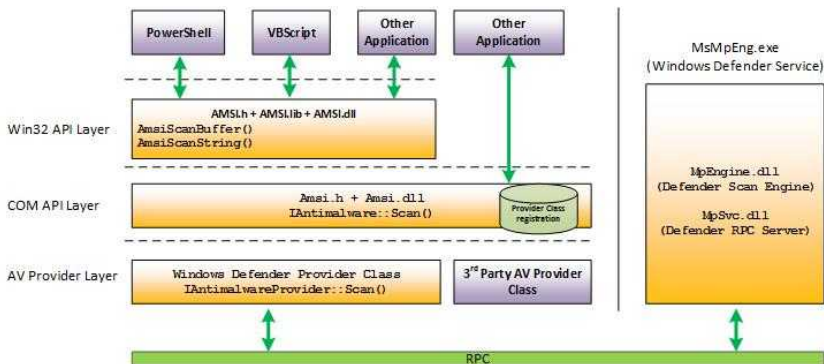 PowerShell
VBScript
Other
Application
Other
Application
MsMpEng.exe
(Windows Defender Service)
Win32 API Layer
AMSI.h + AMSI.lib + AMSI.dll
AmsiScanBuffer()
AmsiScanString()
COM API Layer
Amsi.h + Amsi.dll
IAntimalware::Scan()
Provider Class
registration
MpEngine.dll
(Defender Scan Engine)
MpSvc.dll
(Defender RPC Server)
AV Provider Layer
Windows Defender Provider Class
IAntimalwareProvider::Scan()
3rd Party AV Provider
Class
RPC